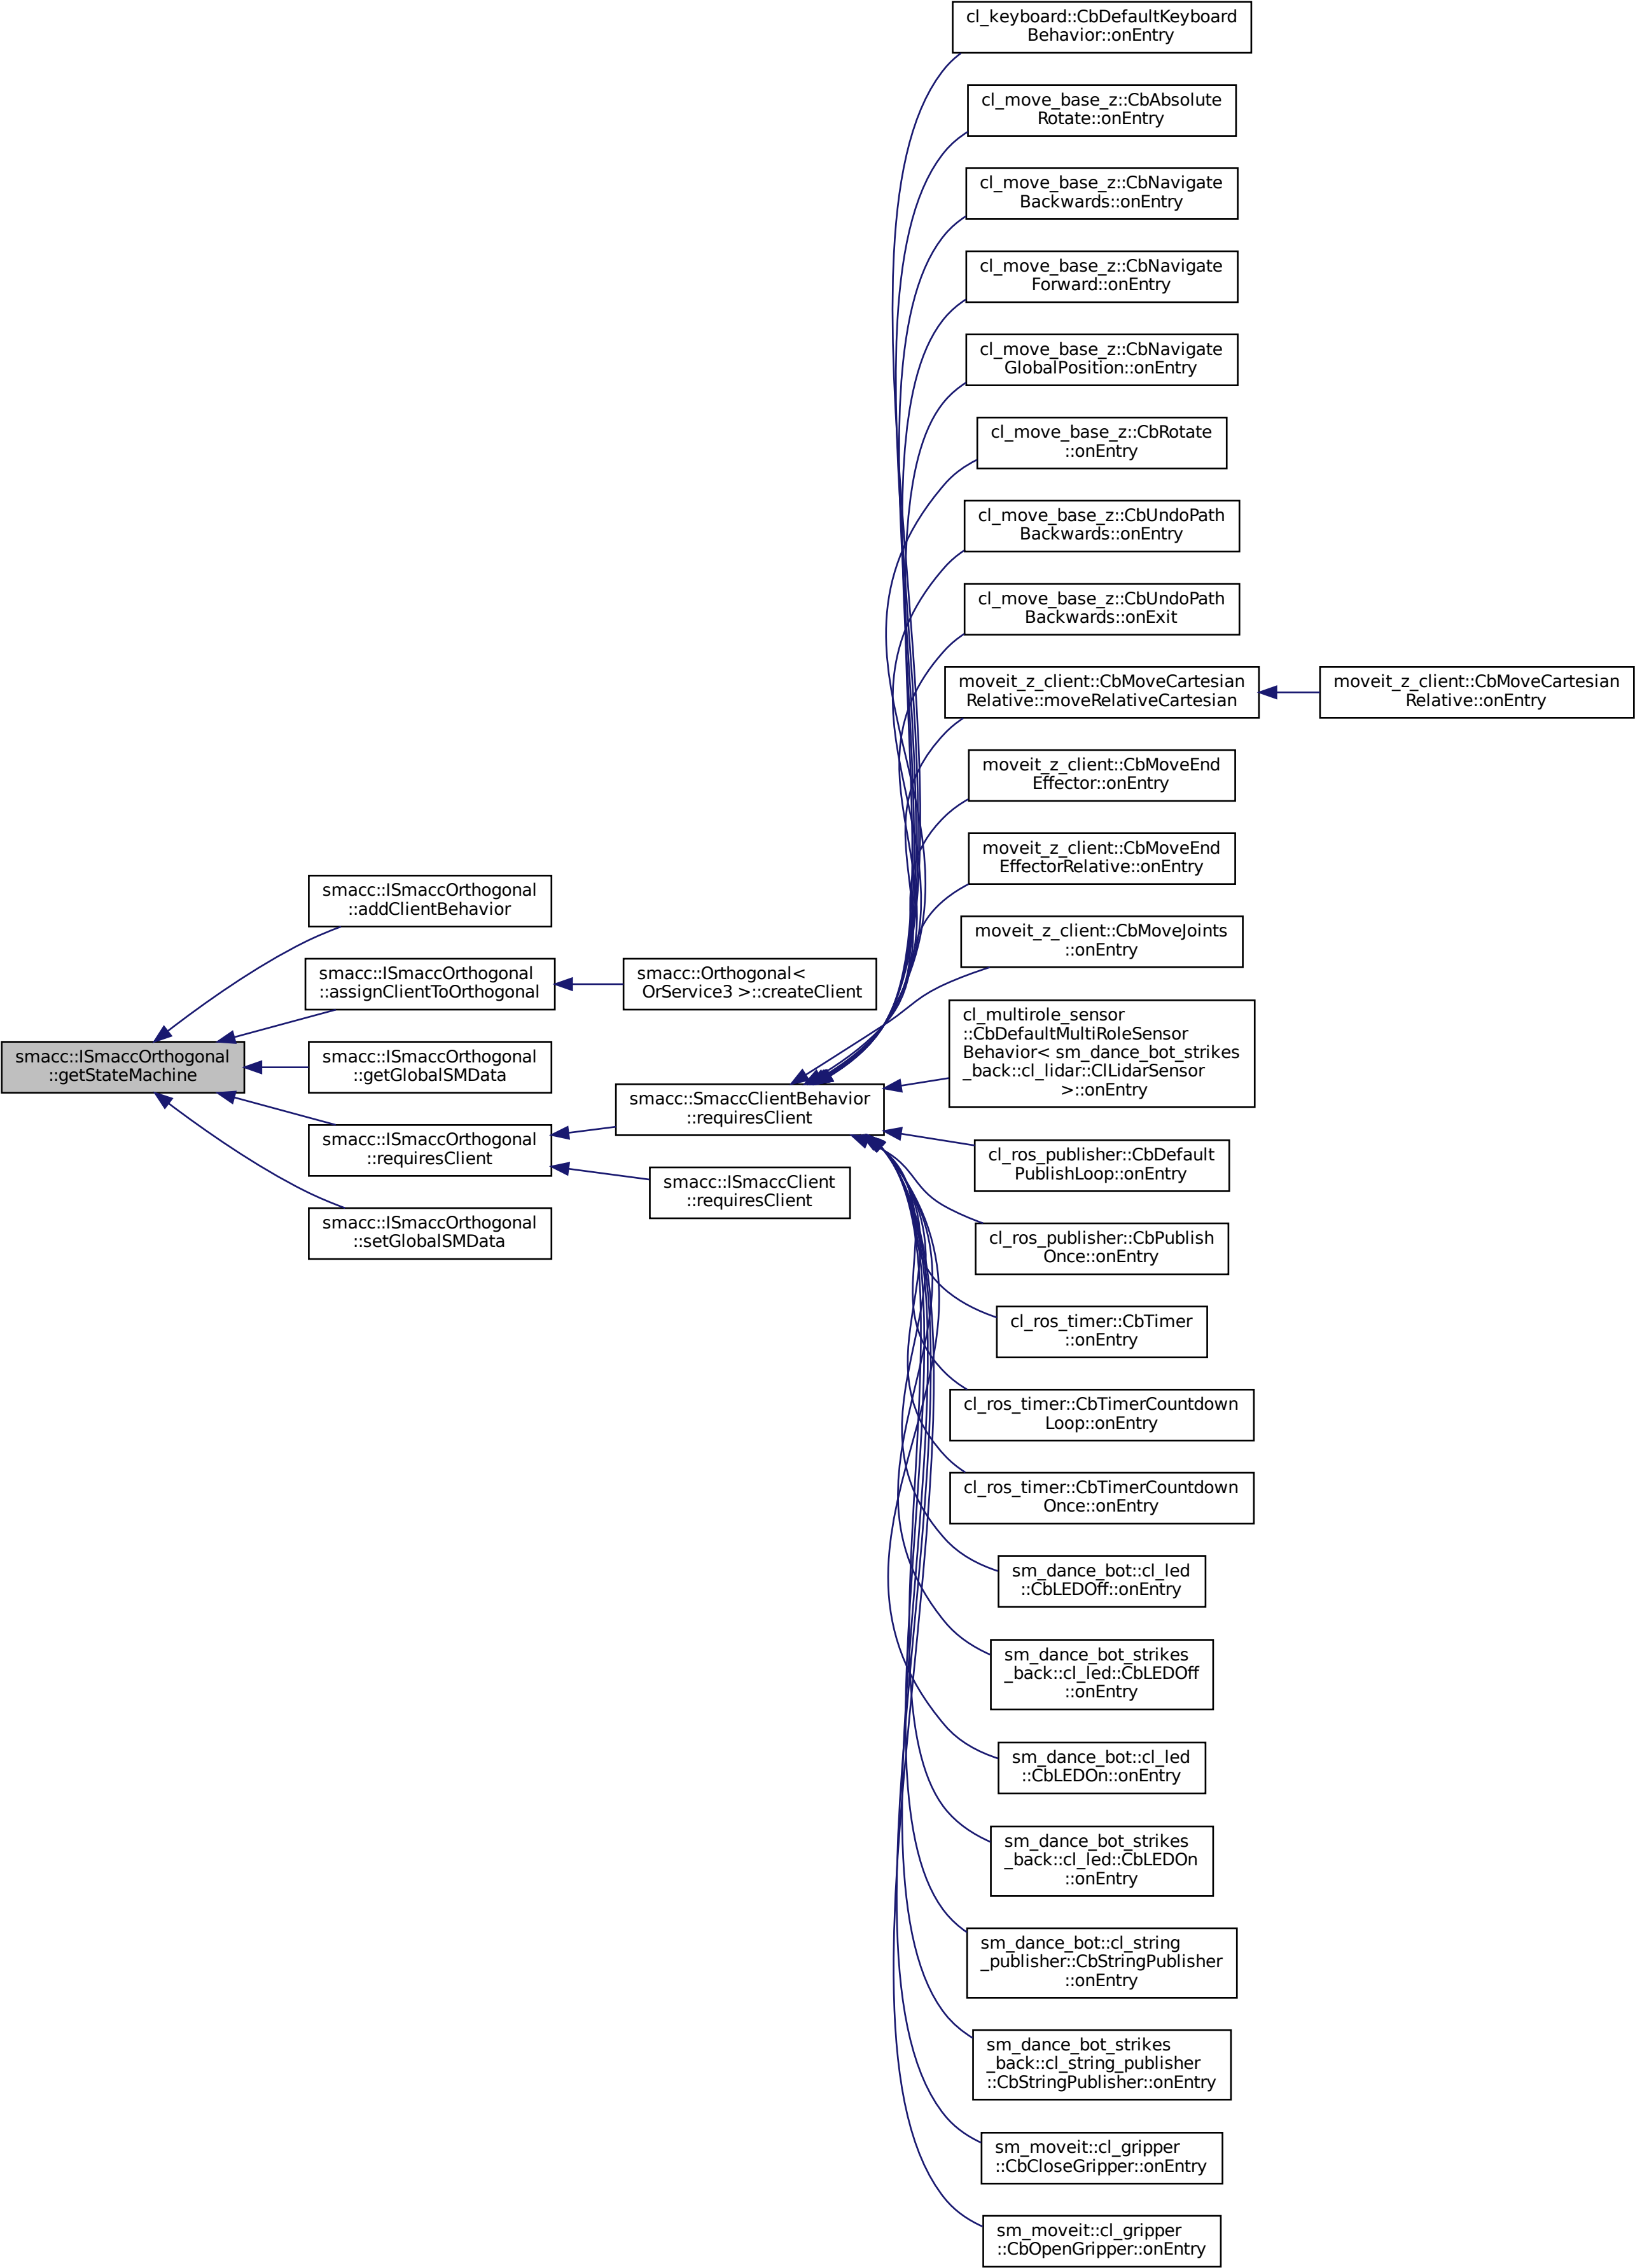 cl_keyboard::CbDefaultKeyboard
Behavior::onEntry
cl_move_base_z::CbAbsolute
Rotate::onEntry
cl_move_base_z::CbNavigate
Backwards::onEntry
cl_move_base_z::CbNavigate
Forward::onEntry
cl_move_base_z::CbNavigate
GlobalPosition::onEntry
cl_move_base_z::CbRotate
::onEntry
cl_move_base_z::CbUndoPath
Backwards::onEntry
cl_move_base_z::CbUndoPath
Backwards::onExit
moveit_z_client::CbMoveCartesian
Relative::moveRelativeCartesian
moveit_z_client::CbMoveCartesian
Relative::onEntry
moveit_z_client::CbMoveEnd
Effector::onEntry
moveit_z_client::CbMoveEnd
EffectorRelative::onEntry
smacc::ISmaccOrthogonal
::addClientBehavior
moveit_z_client::CbMoveJoints
::onEntry
smacc::ISmaccOrthogonal
::assignClientToOrthogonal
smacc::Orthogonal<
OrService3 >::createClient
cl_multirole_sensor
::CbDefaultMultiRoleSensor
Behavior< sm_dance_bot_strikes
_back::cl_lidar::ClLidarSensor
>::onEntry
smacc::ISmaccOrthogonal
::getStateMachine
smacc::ISmaccOrthogonal
::getGlobalSMData
smacc::SmaccClientBehavior
::requiresClient
smacc::ISmaccOrthogonal
::requiresClient
cl_ros_publisher::CbDefault
PublishLoop::onEntry
smacc::ISmaccClient
::requiresClient
smacc::ISmaccOrthogonal
::setGlobalSMData
cl_ros_publisher::CbPublish
Once::onEntry
cl_ros_timer::CbTimer
::onEntry
cl_ros_timer::CbTimerCountdown
Loop::onEntry
cl_ros_timer::CbTimerCountdown
Once::onEntry
sm_dance_bot::cl_led
::CbLEDOff::onEntry
sm_dance_bot_strikes
_back::cl_led::CbLEDOff
::onEntry
sm_dance_bot::cl_led
::CbLEDOn::onEntry
sm_dance_bot_strikes
_back::cl_led::CbLEDOn
::onEntry
sm_dance_bot::cl_string
_publisher::CbStringPublisher
::onEntry
sm_dance_bot_strikes
_back::cl_string_publisher
::CbStringPublisher::onEntry
sm_moveit::cl_gripper
::CbCloseGripper::onEntry
sm_moveit::cl_gripper
::CbOpenGripper::onEntry